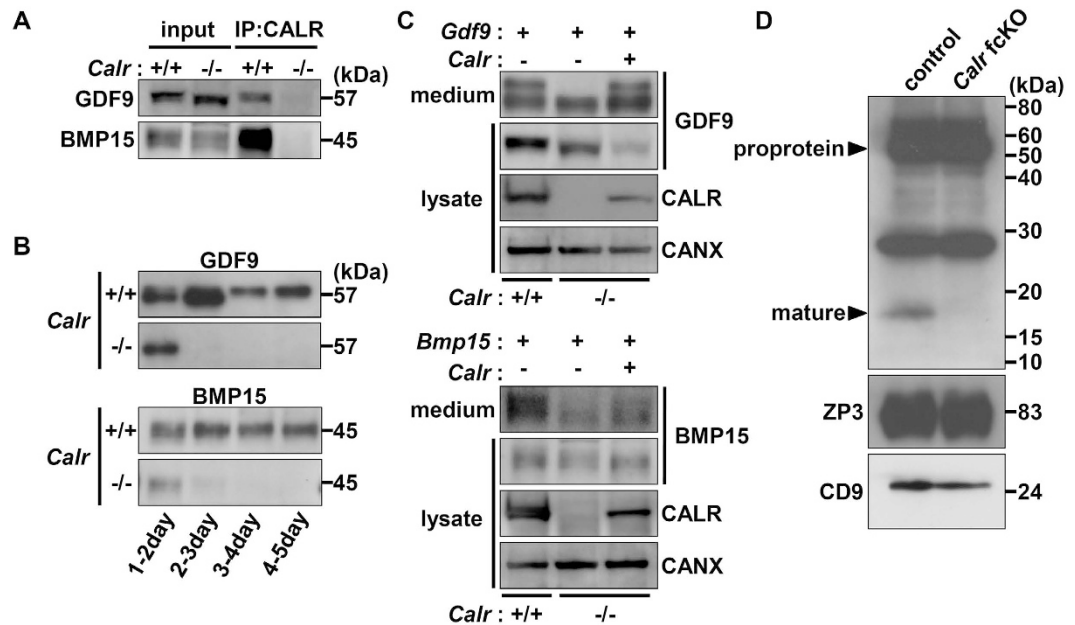 A
input IP:CALR
Calr : +/+ -/- +/+ -/- (kDa)
GDF9 57
BMP15 45
B
GDF9 (kDa)
Calr +/+ 57
-/- 57
BMP15
Calr +/+ 45
-/- 45
1-2day 2-3day 3-4day 4-5day
C
Gdf9 : + + +
Calr : - - +
medium GDF9
lysate
CALR
CANX
Calr : +/+ -/-
Bmp15 : + + +
Calr : - - +
medium BMP15
lysate
CALR
CANX
Calr : +/+ -/-
D
control Calr fcKO
80
proprotein 60
50
40
30
20
mature
15
10
ZP3 83
CD9 24